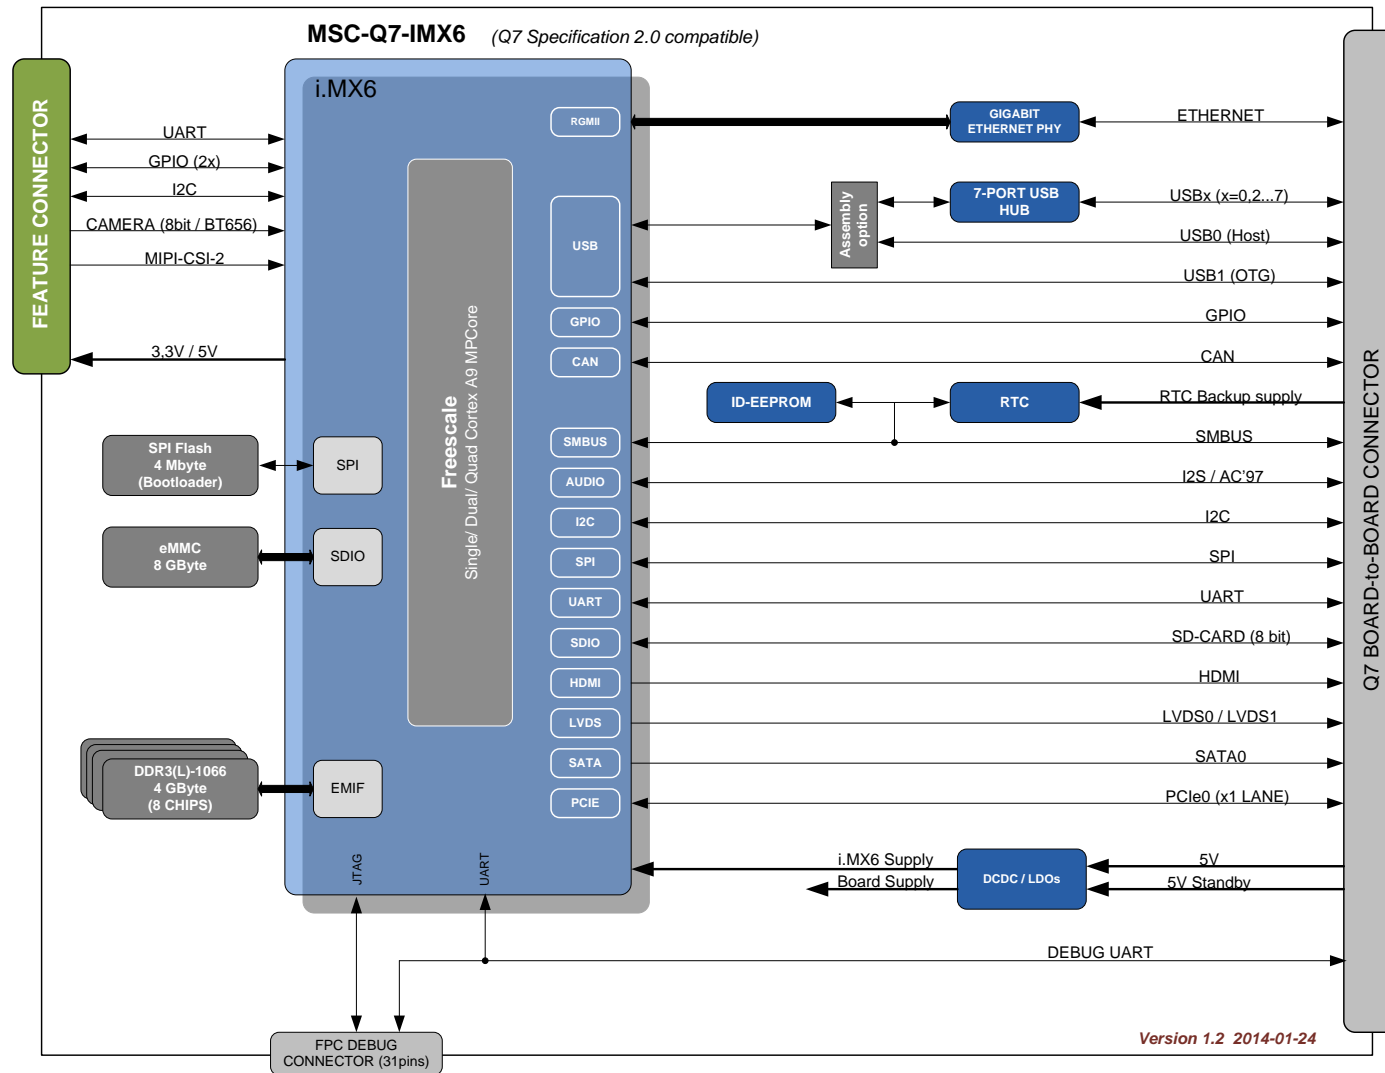 MSC-Q7-IMX6 (Q7 Specification 2.0 compatible)
FEATURE CONNECTOR
UART
GPIO (2x)
I2C
CAMERA (8bit / BT656)
MIPI-CSI-2
3,3V / 5V
i.MX6
Freescale
Single/ Dual/ Quad Cortex A9 MPCore
SPI Flash
4 Mbyte
(Bootloader)
SPI
eMMC
8 GByte
SDIO
DDR3(L)-1066
4 GByte
(8 CHIPS)
EMIF
JTAG
UART
RGMII
USB
GPIO
CAN
SMBUS
AUDIO
I2C
SPI
UART
SDIO
HDMI
LVDS
SATA
PCIE
GIGABIT
ETHERNET PHY
ETHERNET
Assembly
option
7-PORT USB
HUB
USBx (x=0,2...7)
USB0 (Host)
USB1 (OTG)
GPIO
CAN
ID-EEPROM
RTC
RTC Backup supply
SMBUS
I2S / AC'97
I2C
SPI
UART
SD-CARD (8 bit)
HDMI
LVDS0 / LVDS1
SATA0
PCIe0 (x1 LANE)
i.MX6 Supply
Board Supply
DCDC / LDOs
5V
5V Standby
DEBUG UART
Q7 BOARD-to-BOARD CONNECTOR
FPC DEBUG
CONNECTOR (31pins)
Version 1.2 2014-01-24